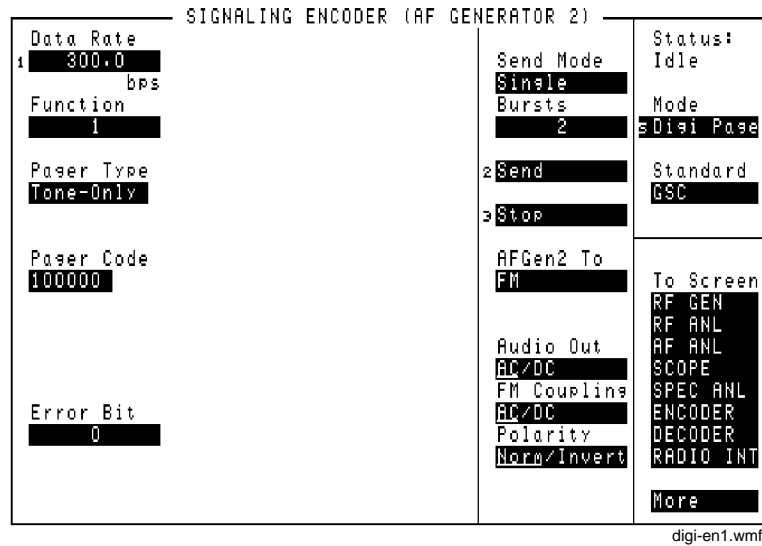 SIGNALING ENCODER (AF GENERATOR 2)
Data Rate
1 300.0
bps
Function
1
Pager Type
Tone-Only
Pager Code
100000
Error Bit
0
Send Mode
Single
Bursts
2
2 Send
3 Stop
AFGen2 To
FM
Audio Out
AC/DC
FM Coupling
AC/DC
Polarity
Norm/Invert
Status:
Idle
Mode
5 Digi Page
Standard
GSC
To Screen
RF GEN
RF ANL
AF ANL
SCOPE
SPEC ANL
ENCODER
DECODER
RADIO INT
More
digi-en1.wmf